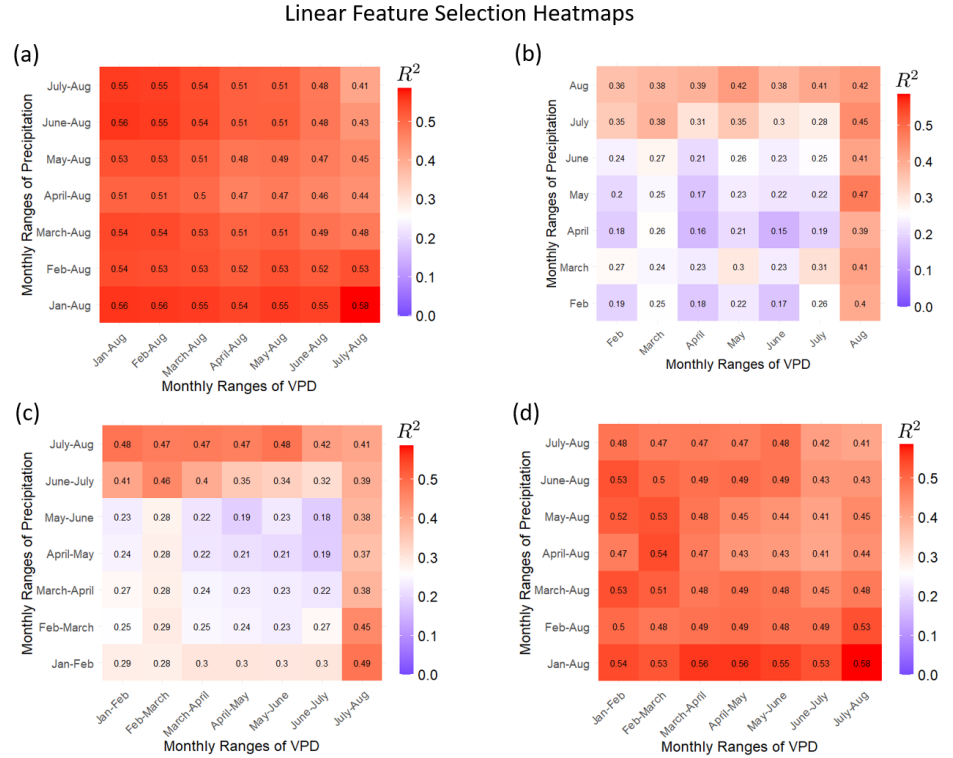 Linear Feature Selection Heatmaps
(a)
Monthly Ranges of Precipitation
July-Aug 0.55 0.55 0.54 0.51 0.51 0.48 0.41
June-Aug 0.56 0.55 0.54 0.51 0.51 0.48 0.43
May-Aug 0.53 0.53 0.51 0.48 0.49 0.47 0.45
April-Aug 0.51 0.51 0.5 0.47 0.47 0.46 0.44
March-Aug 0.54 0.54 0.53 0.51 0.51 0.49 0.48
Feb-Aug 0.54 0.53 0.53 0.52 0.53 0.52 0.53
Jan-Aug 0.56 0.56 0.55 0.54 0.55 0.55 0.58
Jan-Aug Feb-Aug March-Aug April-Aug May-Aug June-Aug July-Aug
Monthly Ranges of VPD
R²
0.5
0.4
0.3
0.2
0.1
0.0
(b)
Monthly Ranges of Precipitation
Aug 0.36 0.38 0.39 0.42 0.38 0.41 0.42
July 0.35 0.38 0.31 0.35 0.3 0.28 0.45
June 0.24 0.27 0.21 0.26 0.23 0.25 0.41
May 0.2 0.25 0.17 0.23 0.22 0.22 0.47
April 0.18 0.26 0.16 0.21 0.15 0.19 0.39
March 0.27 0.24 0.23 0.3 0.23 0.31 0.41
Feb 0.19 0.25 0.18 0.22 0.17 0.26 0.4
Feb March April May June July Aug
Monthly Ranges of VPD
R²
0.5
0.4
0.3
0.2
0.1
0.0
(c)
Monthly Ranges of Precipitation
July-Aug 0.48 0.47 0.47 0.47 0.48 0.42 0.41
June-July 0.41 0.46 0.4 0.35 0.34 0.32 0.39
May-June 0.23 0.28 0.22 0.19 0.23 0.18 0.38
April-May 0.24 0.28 0.22 0.21 0.21 0.19 0.37
March-April 0.27 0.28 0.24 0.23 0.23 0.22 0.38
Feb-March 0.25 0.29 0.25 0.24 0.23 0.27 0.45
Jan-Feb 0.29 0.28 0.3 0.3 0.3 0.3 0.49
Jan-Feb Feb-March March-April April-May May-June June-July July-Aug
Monthly Ranges of VPD
R²
0.5
0.4
0.3
0.2
0.1
0.0
(d)
Monthly Ranges of Precipitation
July-Aug 0.48 0.47 0.47 0.47 0.48 0.42 0.41
June-Aug 0.53 0.5 0.49 0.49 0.49 0.43 0.43
May-Aug 0.52 0.53 0.48 0.45 0.44 0.41 0.45
April-Aug 0.47 0.54 0.47 0.43 0.43 0.41 0.44
March-Aug 0.53 0.51 0.48 0.48 0.48 0.45 0.48
Feb-Aug 0.5 0.48 0.49 0.49 0.48 0.49 0.53
Jan-Aug 0.54 0.53 0.56 0.56 0.55 0.53 0.58
Jan-Feb Feb-March March-April April-May May-June June-July July-Aug
Monthly Ranges of VPD
R²
0.5
0.4
0.3
0.2
0.1
0.0